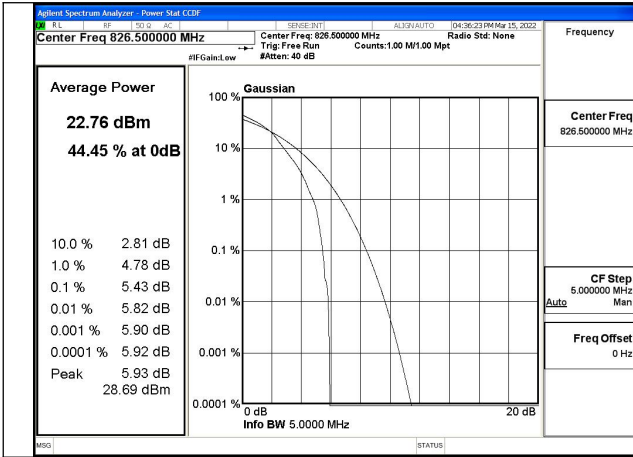 Agilent Spectrum Analyzer - Power Stat CCDF
RL RF 50 Ω AC SENSE:INT ALIGN AUTO 04:36:23 PM Mar 15, 2022
Center Freq 826.500000 MHz
Center Freq: 826.500000 MHz Radio Std: None
Trig: Free Run Counts:1.00 M/1.00 Mpt
#IFGain:Low #Atten: 40 dB
Frequency
Average Power
22.76 dBm
44.45 % at 0dB
10.0 % 2.81 dB
1.0 % 4.78 dB
0.1 % 5.43 dB
0.01 % 5.82 dB
0.001 % 5.90 dB
0.0001 % 5.92 dB
Peak 5.93 dB
28.69 dBm
Gaussian
100 %
10 %
1 %
0.1 %
0.01 %
0.001 %
0.0001 %
0 dB 20 dB
Info BW 5.0000 MHz
Center Freq
826.500000 MHz
CF Step
5.000000 MHz
Auto Man
Freq Offset
0 Hz
MSG STATUS